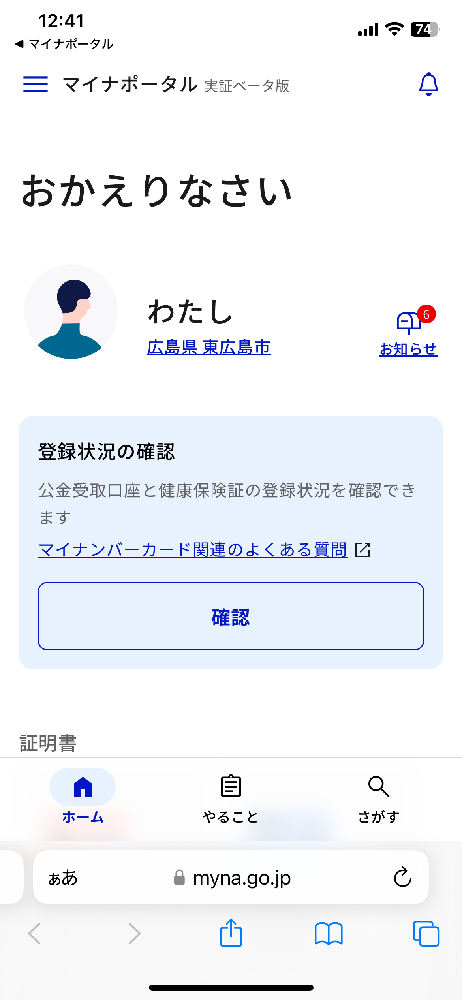 12:41
74
◀ マイナポータル
マイナポータル 実証ベータ版
おかえりなさい
わたし
広島県 東広島市
6
お知らせ
登録状況の確認
公金受取口座と健康保険証の登録状況を確認でき
ます
マイナンバーカード関連のよくある質問
確認
証明書
ホーム
やること
さがす
ぁあ
myna.go.jp